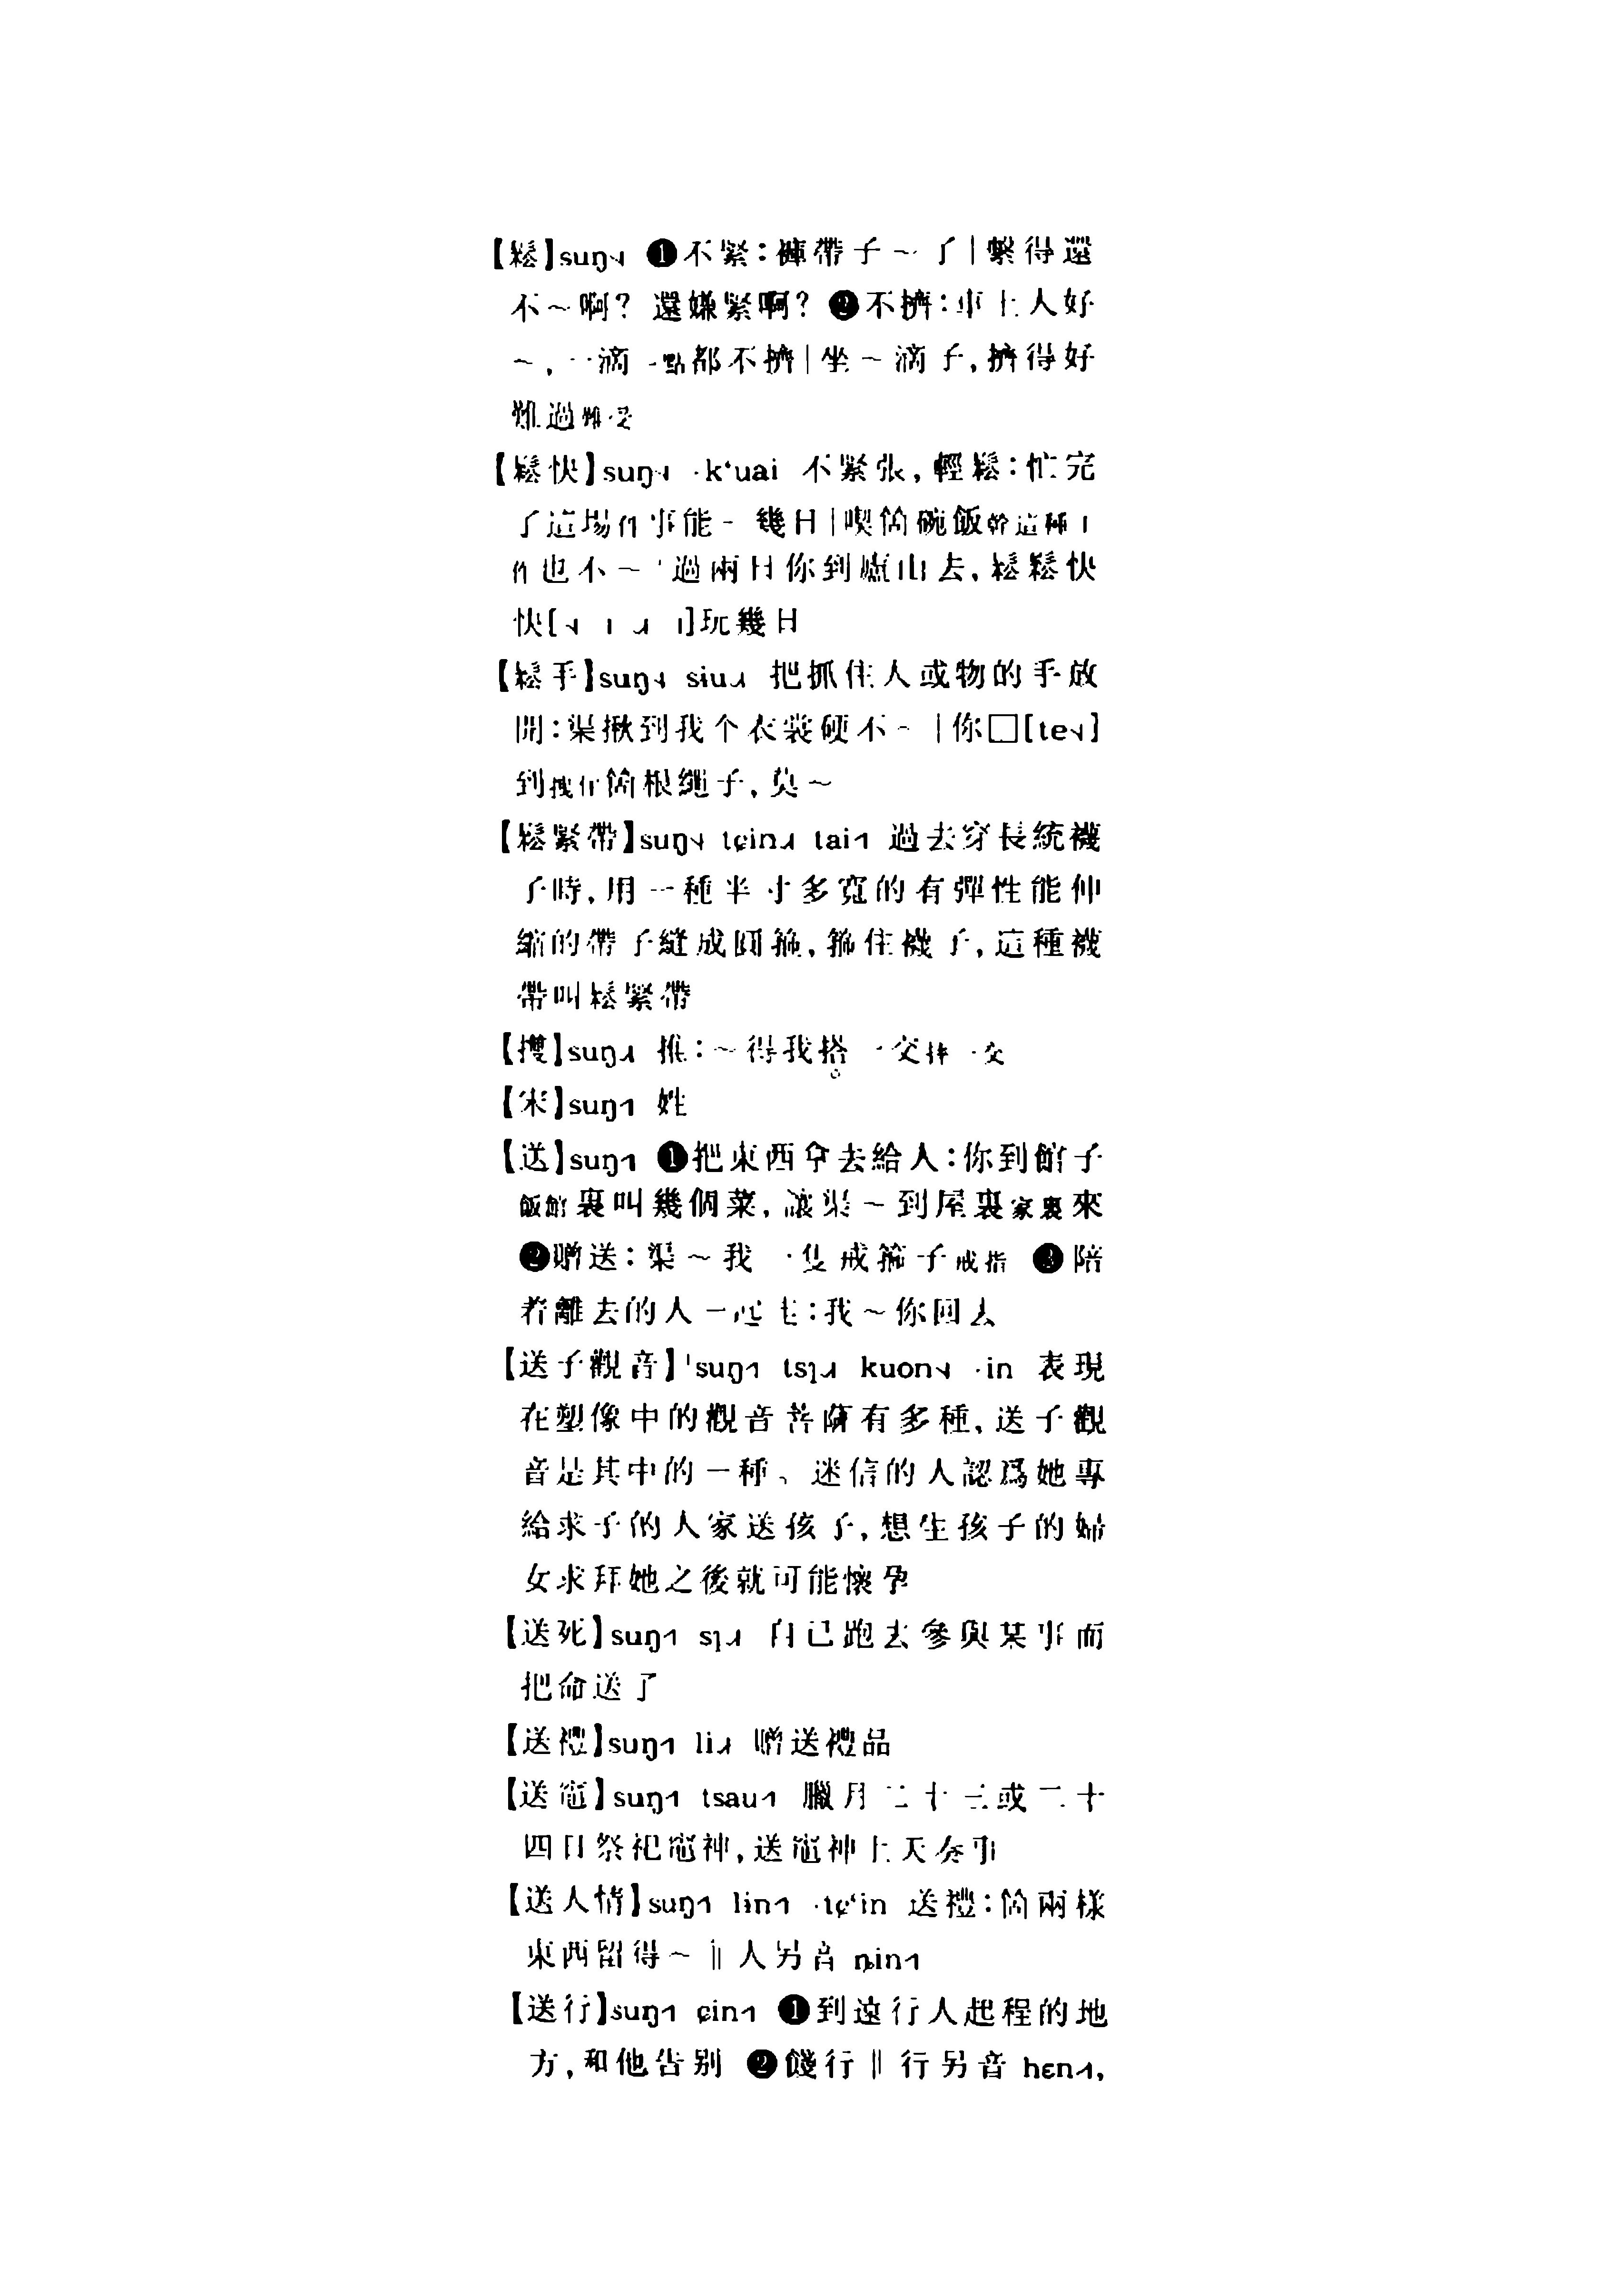 【鬆】suŋ˧ ❶不緊：褲帶子～了|繫得還
不～啊？還嫌緊啊？ ❷不擠：車上人好
～，一滴一點都不擠|坐～滴子，擠得好
難過難受
【鬆快】suŋ˧ ·k‘uai 不緊張，輕鬆：忙完
了這場作事能～幾日|喫箇碗飯幹這種工
作也不～|過兩日你到廬山去，鬆鬆快
快[]玩幾日
【鬆手】suŋ˧ siu˨ 把抓住人或物的手放
開：渠揪到我个衣裳硬不～|你□[te˧]
到拽住箇根繩子，莫～
【鬆緊帶】suŋ˧ tɕin˨ tai˥ 過去穿長統襪
子時，用一種半寸多寬的有彈性能伸
縮的帶子縫成圓箍，箍住襪子，這種襪
帶叫鬆緊帶
【㩳】suŋ˨ 推：～得我搭一交摔一交
【宋】suŋ˥ 姓
【送】suŋ˥ ❶把東西拿去給人：你到館子
飯館裏叫幾個菜，讓渠～到屋裏家裏來
❷贈送：渠～我一隻戒箍子戒指 ❸陪
着離去的人一起走：我～你回去
【送子觀音】suŋ˥ tsɿ˨ kuon˧ ·in 表現
在塑像中的觀音菩薩有多種，送子觀
音是其中的一種、迷信的人認爲她專
給求子的人家送孩子，想生孩子的婦
女求拜她之後就可能懷孕
【送死】suŋ˥ sɿ˨ 自己跑去參與某事而
把命送了
【送禮】suŋ˥ li˨ 贈送禮品
【送竈】suŋ˥ tsau˥ 臘月二十三或二十
四日祭祀竈神，送竈神上天奏事
【送人情】suŋ˥ lin˥ ·tɕ‘in 送禮：箇兩樣
東西留得～‖人另音 ȵin˥
【送行】suŋ˥ ɕin˥ ❶到遠行人起程的地
方，和他告别 ❷餞行‖行另音 hɛn˥，